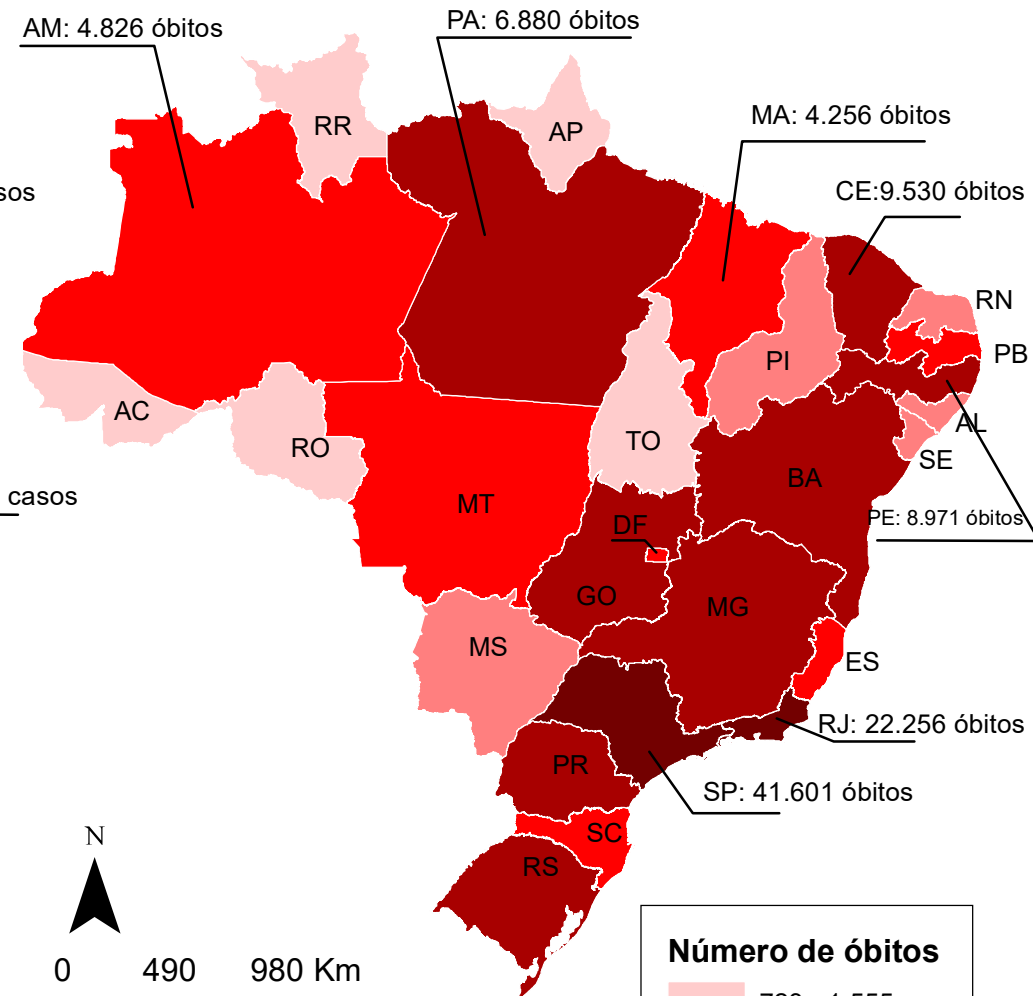 AM: 4.826 óbitos
PA: 6.880 óbitos
RR
AP
MA: 4.256 óbitos
CE:9.530 óbitos
RN
PB
PI
AC
RO
TO
AL
SE
BA
casos
MT
PE: 8.971 óbitos
DF
GO
MG
MS
ES
RJ: 22.256 óbitos
PR
SP: 41.601 óbitos
SC
RS
N
0 490 980 Km
Número de óbitos